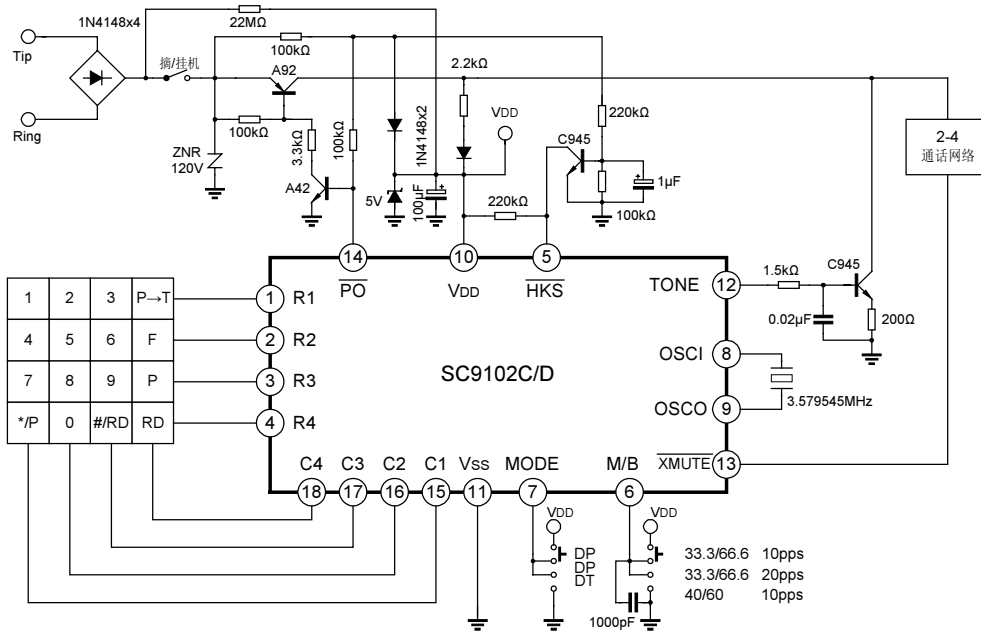 1N4148x4
22MΩ
Tip
Ring
摘/挂机
100kΩ
A92
100kΩ
3.3kΩ
100kΩ
ZNR
120V
A42
1N4148x2
5V
100µF
2.2kΩ
VDD
220kΩ
C945
220kΩ
1µF
100kΩ
2-4
通话网络
14
10
5
PO
VDD
HKS
TONE
12
1.5kΩ
C945
0.02µF
200Ω
1 2 3 P→T
4 5 6 F
7 8 9 P
*/P 0 #/RD RD
1 R1
2 R2
3 R3
4 R4
SC9102C/D
OSCI
8
OSCO
9
3.579545MHz
XMUTE
13
C4 C3 C2 C1 Vss MODE M/B
18 17 16 15 11 7 6
VDD
DP
DP
DT
VDD
33.3/66.6 10pps
33.3/66.6 20pps
40/60 10pps
1000pF